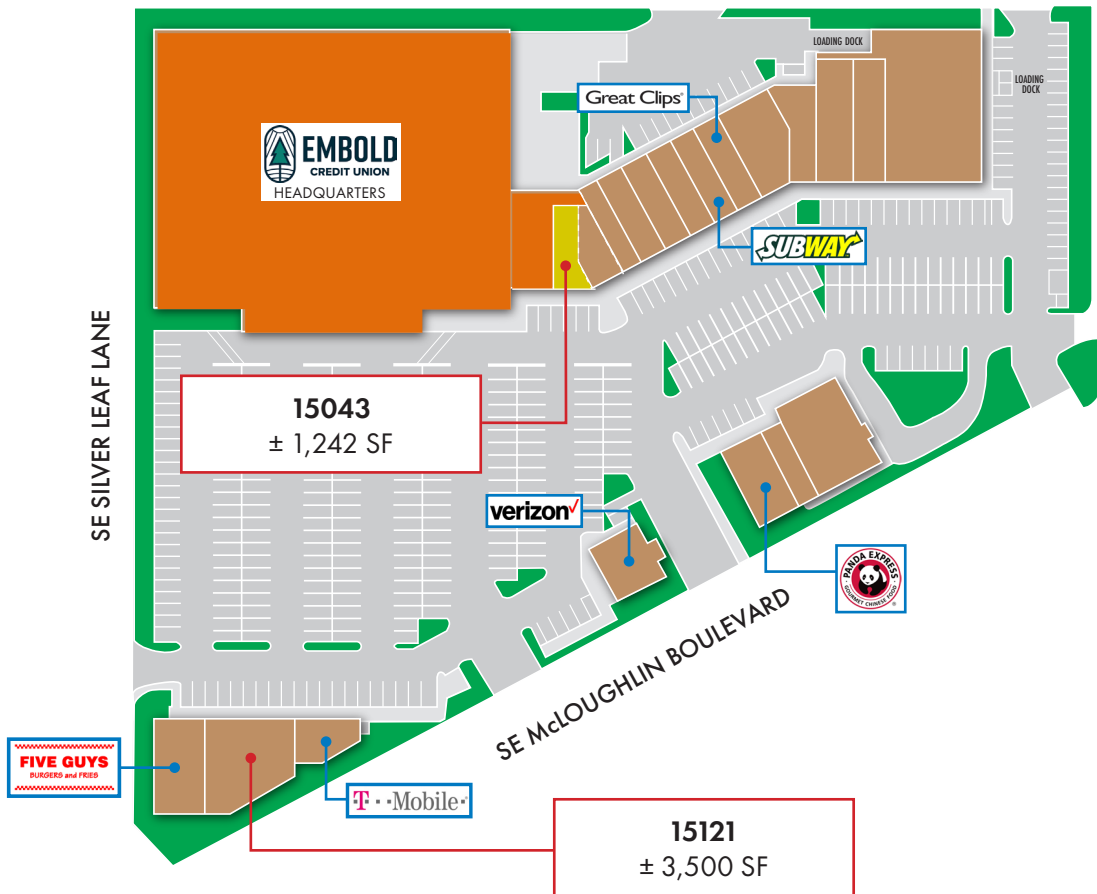 LOADING DOCK
LOADING
DOCK
Great Clips®
EMBOLD
CREDIT UNION
HEADQUARTERS
SUBWAY
SE SILVER LEAF LANE
15043
± 1,242 SF
verizon
PANDA EXPRESS
GOURMET CHINESE FOOD
SE McLOUGHLIN BOULEVARD
FIVE GUYS
BURGERS and FRIES
T Mobile
15121
± 3,500 SF